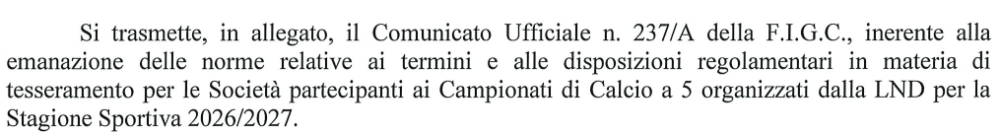 Si trasmette, in allegato, il Comunicato Ufficiale n. 237/A della F.I.G.C., inerente alla
emanazione delle norme relative ai termini e alle disposizioni regolamentari in materia di
tesseramento per le Società partecipanti ai Campionati di Calcio a 5 organizzati dalla LND per la
Stagione Sportiva 2026/2027.